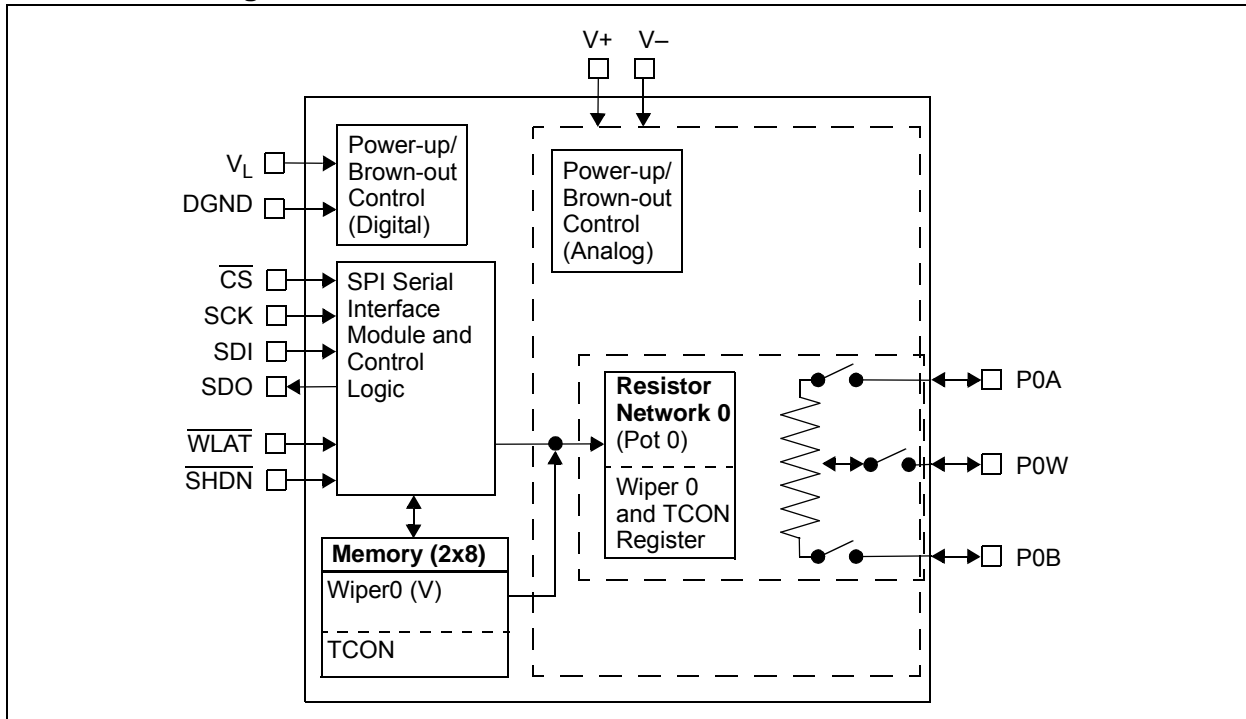 V+ V–
Power-up/
Brown-out
Control
(Digital)
Power-up/
Brown-out
Control
(Analog)
VL
DGND
CS
SCK
SDI
SDO
WLAT
SHDN
SPI Serial
Interface
Module and
Control
Logic
Memory (2x8)
Wiper0 (V)
TCON
Resistor
Network 0
(Pot 0)
Wiper 0
and TCON
Register
P0A
P0W
P0B